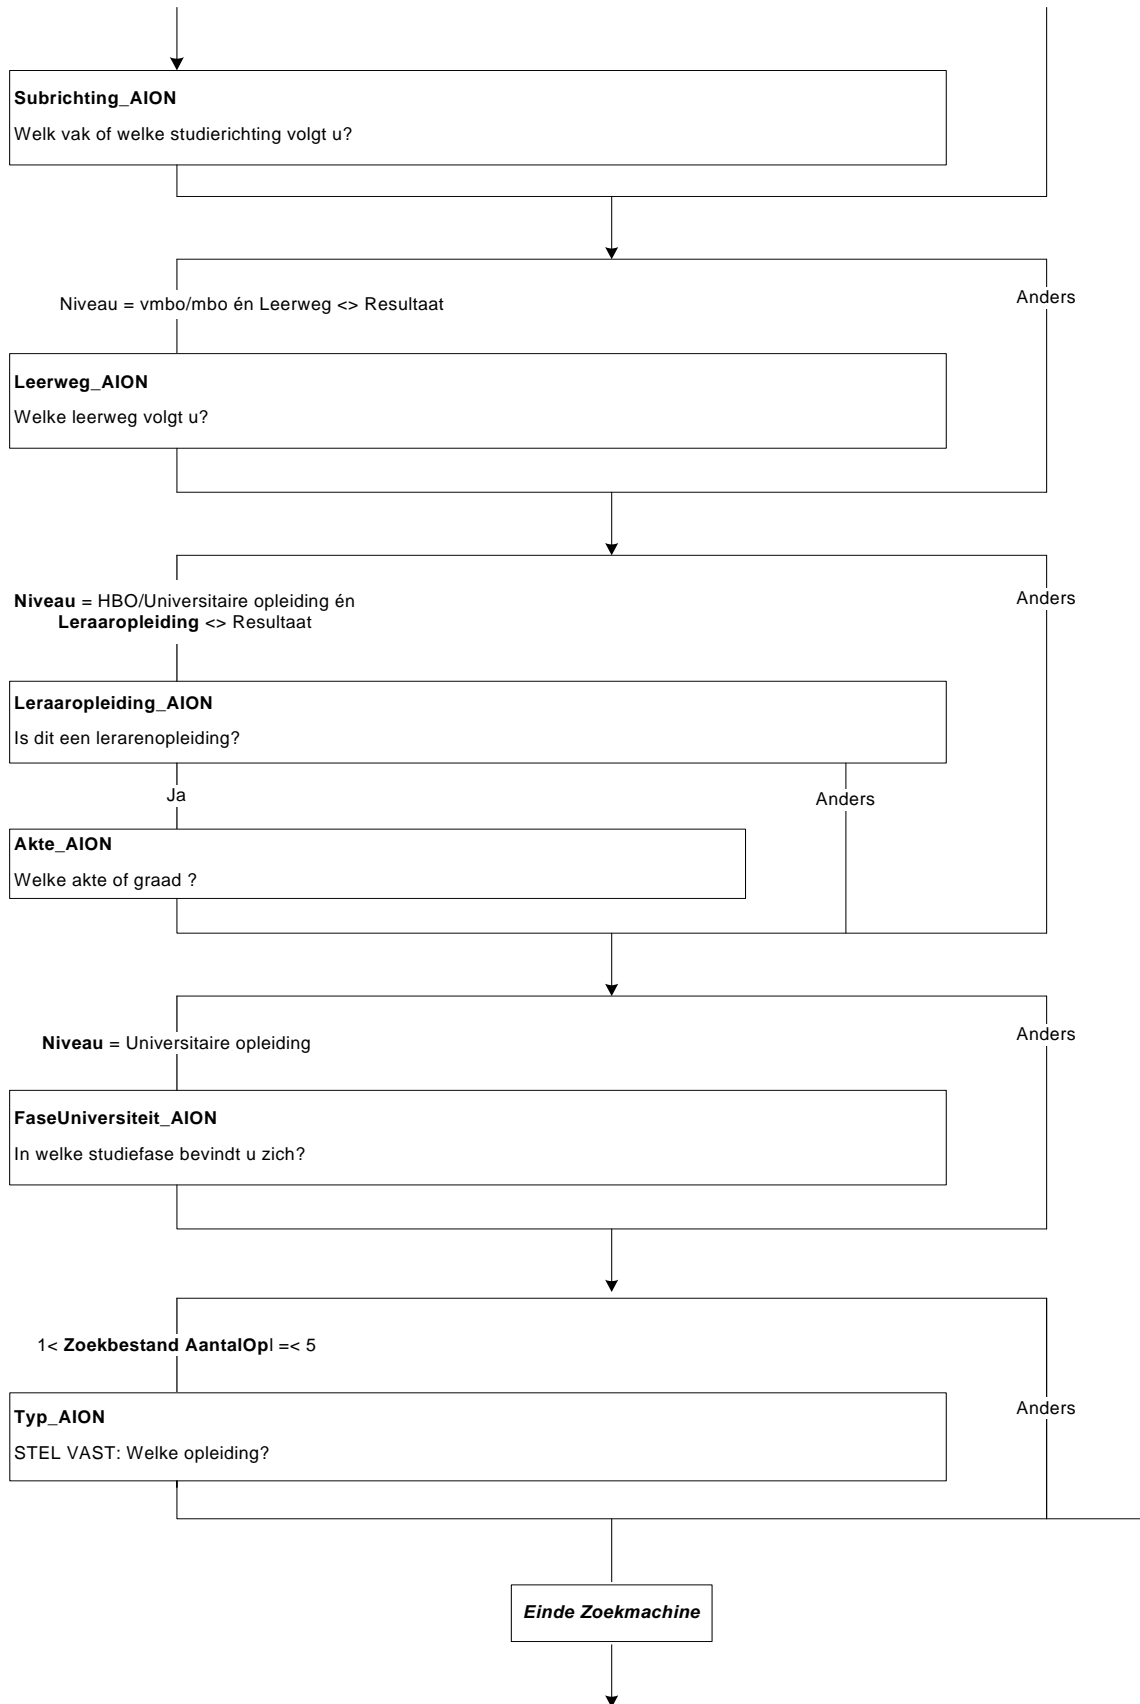 Subrichting_AION
Welk vak of welke studierichting volgt u?
Niveau = vmbo/mbo én Leerweg <> Resultaat
Anders
Leerweg_AION
Welke leerweg volgt u?
Niveau = HBO/Universitaire opleiding én
Leraaropleiding <> Resultaat
Anders
Leraaropleiding_AION
Is dit een lerarenopleiding?
Ja
Anders
Akte_AION
Welke akte of graad ?
Niveau = Universitaire opleiding
Anders
FaseUniversiteit_AION
In welke studiefase bevindt u zich?
1< Zoekbestand AantalOpl =< 5
Anders
Typ_AION
STEL VAST: Welke opleiding?
Einde Zoekmachine